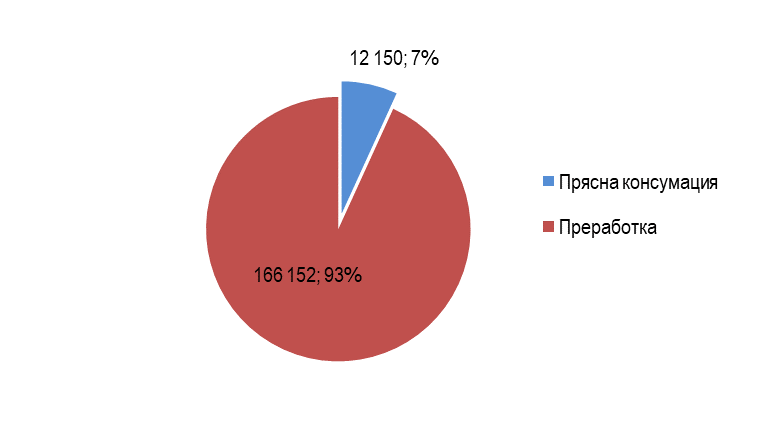 12 150; 7%
Прясна консумация
Преработка
166 152; 93%